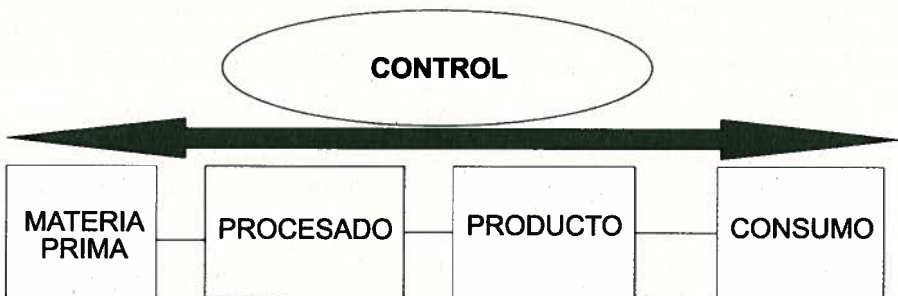 CONTROL
MATERIA
PRIMA
PROCESADO
PRODUCTO
CONSUMO